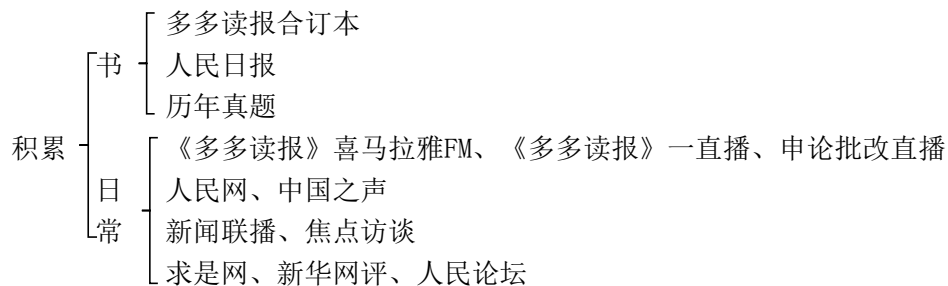 多多读报合订本
书
人民日报
历年真题
积累
《多多读报》喜马拉雅FM、《多多读报》一直播、申论批改直播
日常
人民网、中国之声
新闻联播、焦点访谈
求是网、新华网评、人民论坛